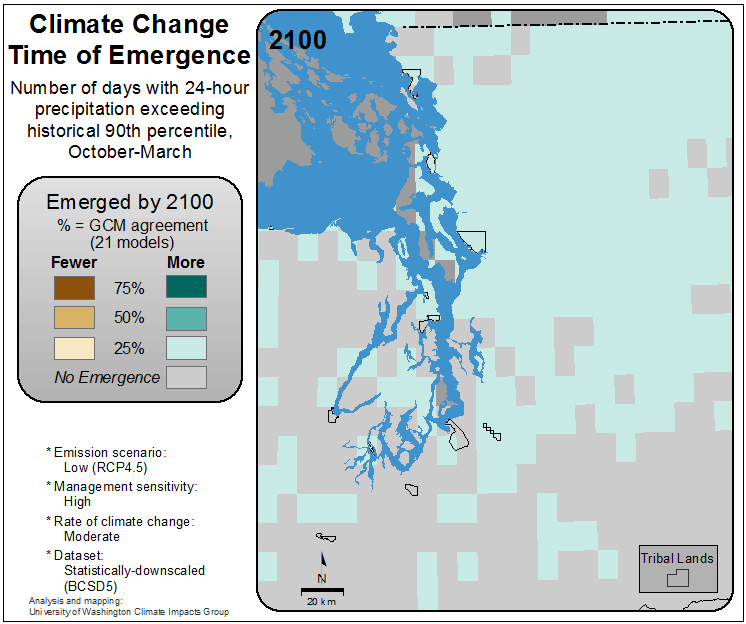 Climate Change
Time of Emergence
Number of days with 24-hour
precipitation exceeding
historical 90th percentile,
October-March
Emerged by 2100
% = GCM agreement
(21 models)
Fewer More
75%
50%
25%
No Emergence
* Emission scenario:
Low (RCP4.5)
* Management sensitivity:
High
* Rate of climate change:
Moderate
* Dataset:
Statistically-downscaled
(BCSD5)
Analysis and mapping:
University of Washington Climate Impacts Group
2100
N
20 km
Tribal Lands